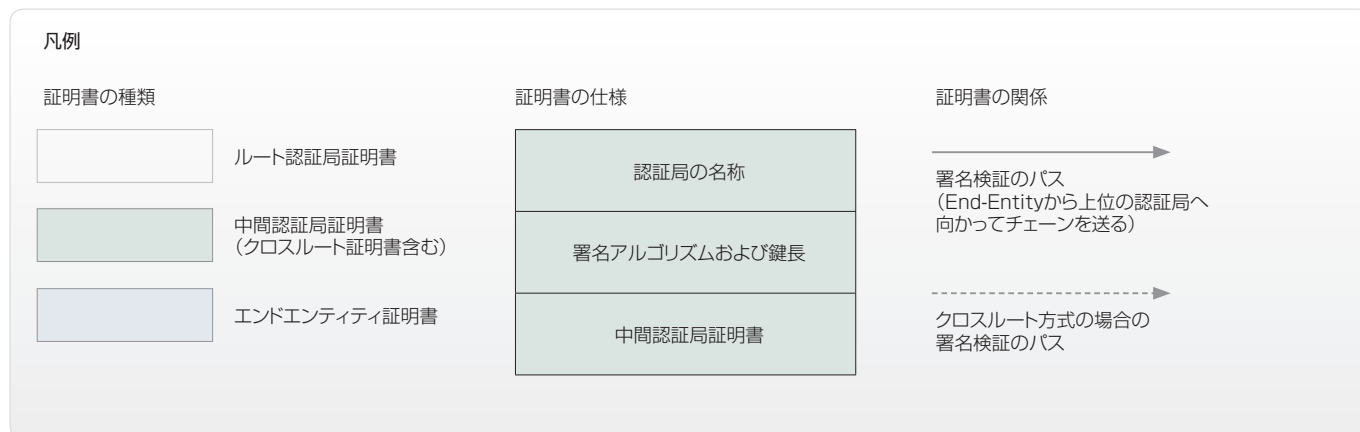 凡例
証明書の種類
ルート認証局証明書
中間認証局証明書
(クロスルート証明書含む)
エンドエンティティ証明書
証明書の仕様
認証局の名称
署名アルゴリズムおよび鍵長
中間認証局証明書
証明書の関係
署名検証のパス
(End-Entityから上位の認証局へ
向かってチェーンを送る)
クロスルート方式の場合の
署名検証のパス